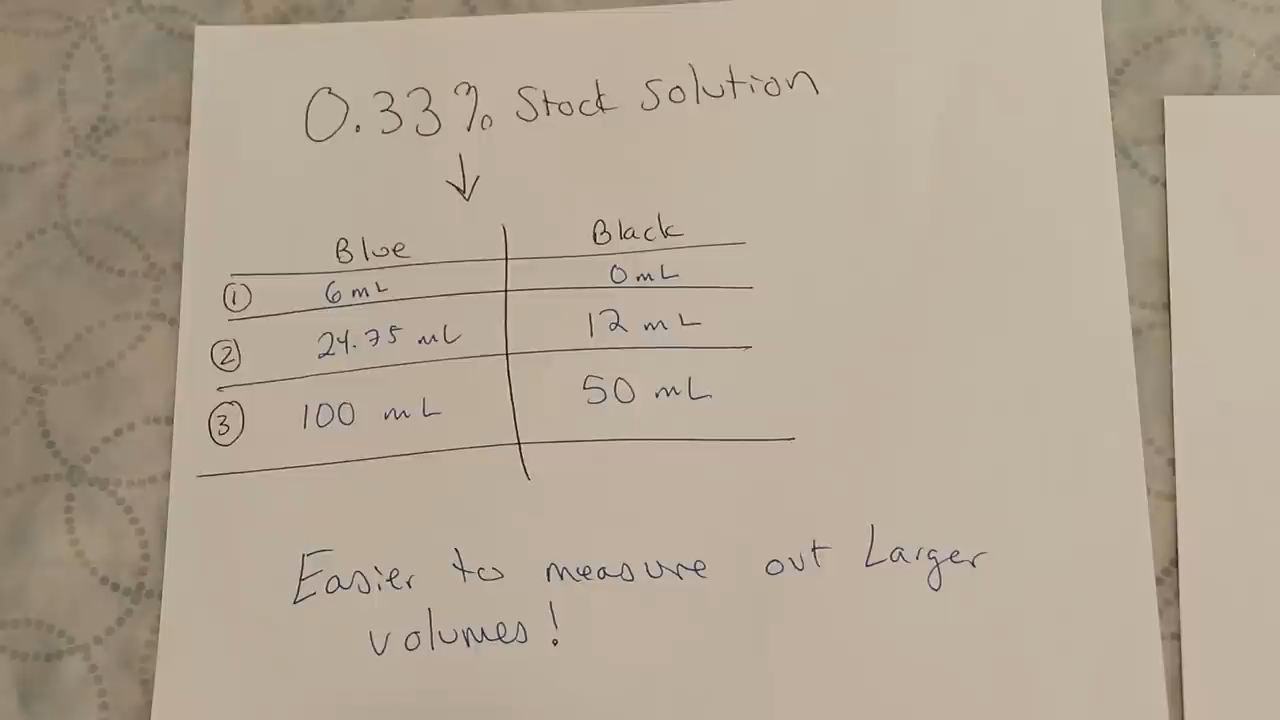 0.33% Stock Solution
↓
Blue Black
① 6 mL 0 mL
② 24.75 mL 12 mL
③ 100 mL 50 mL
Easier to measure out Larger
volumes!